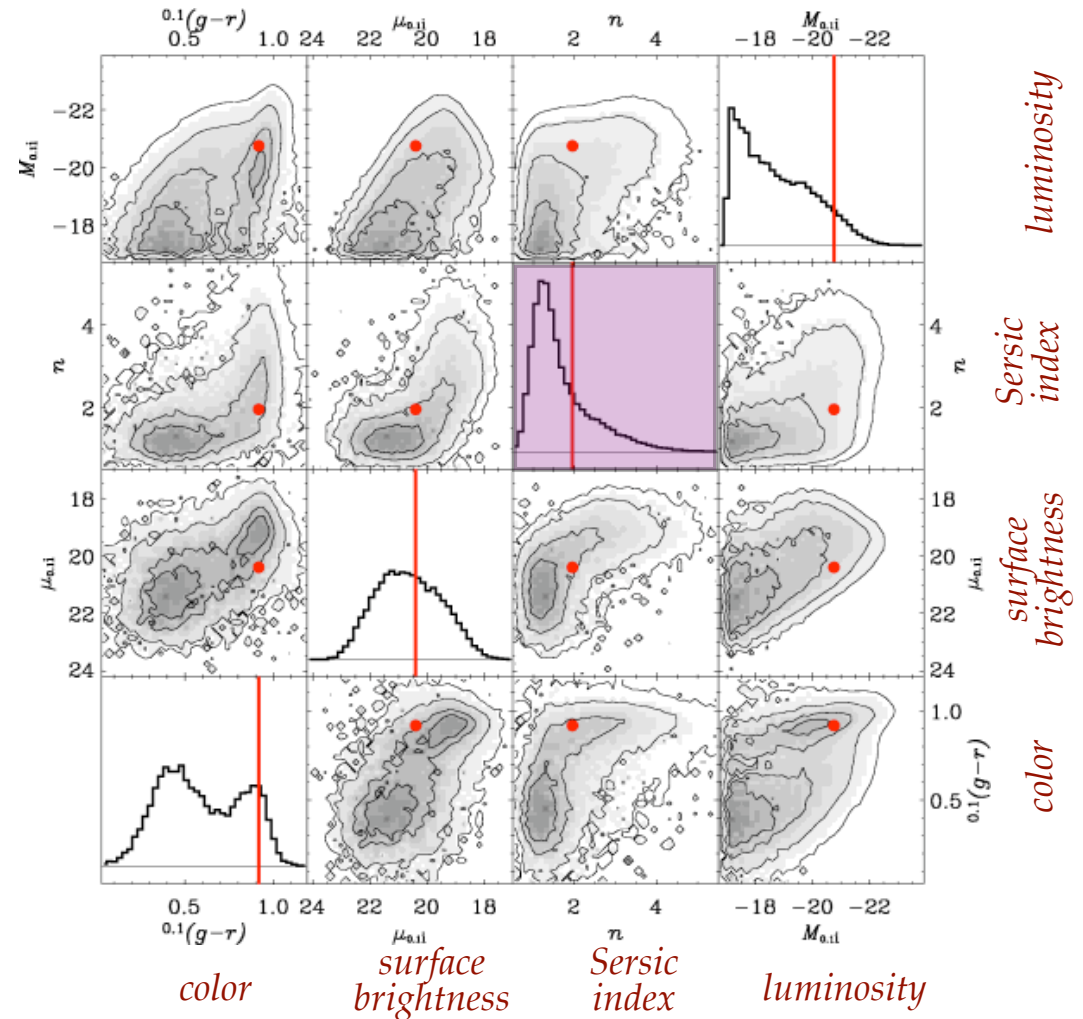 0.1(g−r) μ0.1i n M0.1i
0.5 1.0 24 22 20 18 2 4 −18 −20 −22
M0.1i −22 luminosity
−20
−18
n 4 4 n Sersic
2 2 index
μ0.1i 18 18 μ0.1i surface
20 20 brightness
22 22
24 24
1.0 0.1(g−r) color
0.5
0.5 1.0 24 22 20 18 2 4 −18 −20 −22
0.1(g−r) μ0.1i n M0.1i
color surface Sersic luminosity
brightness index